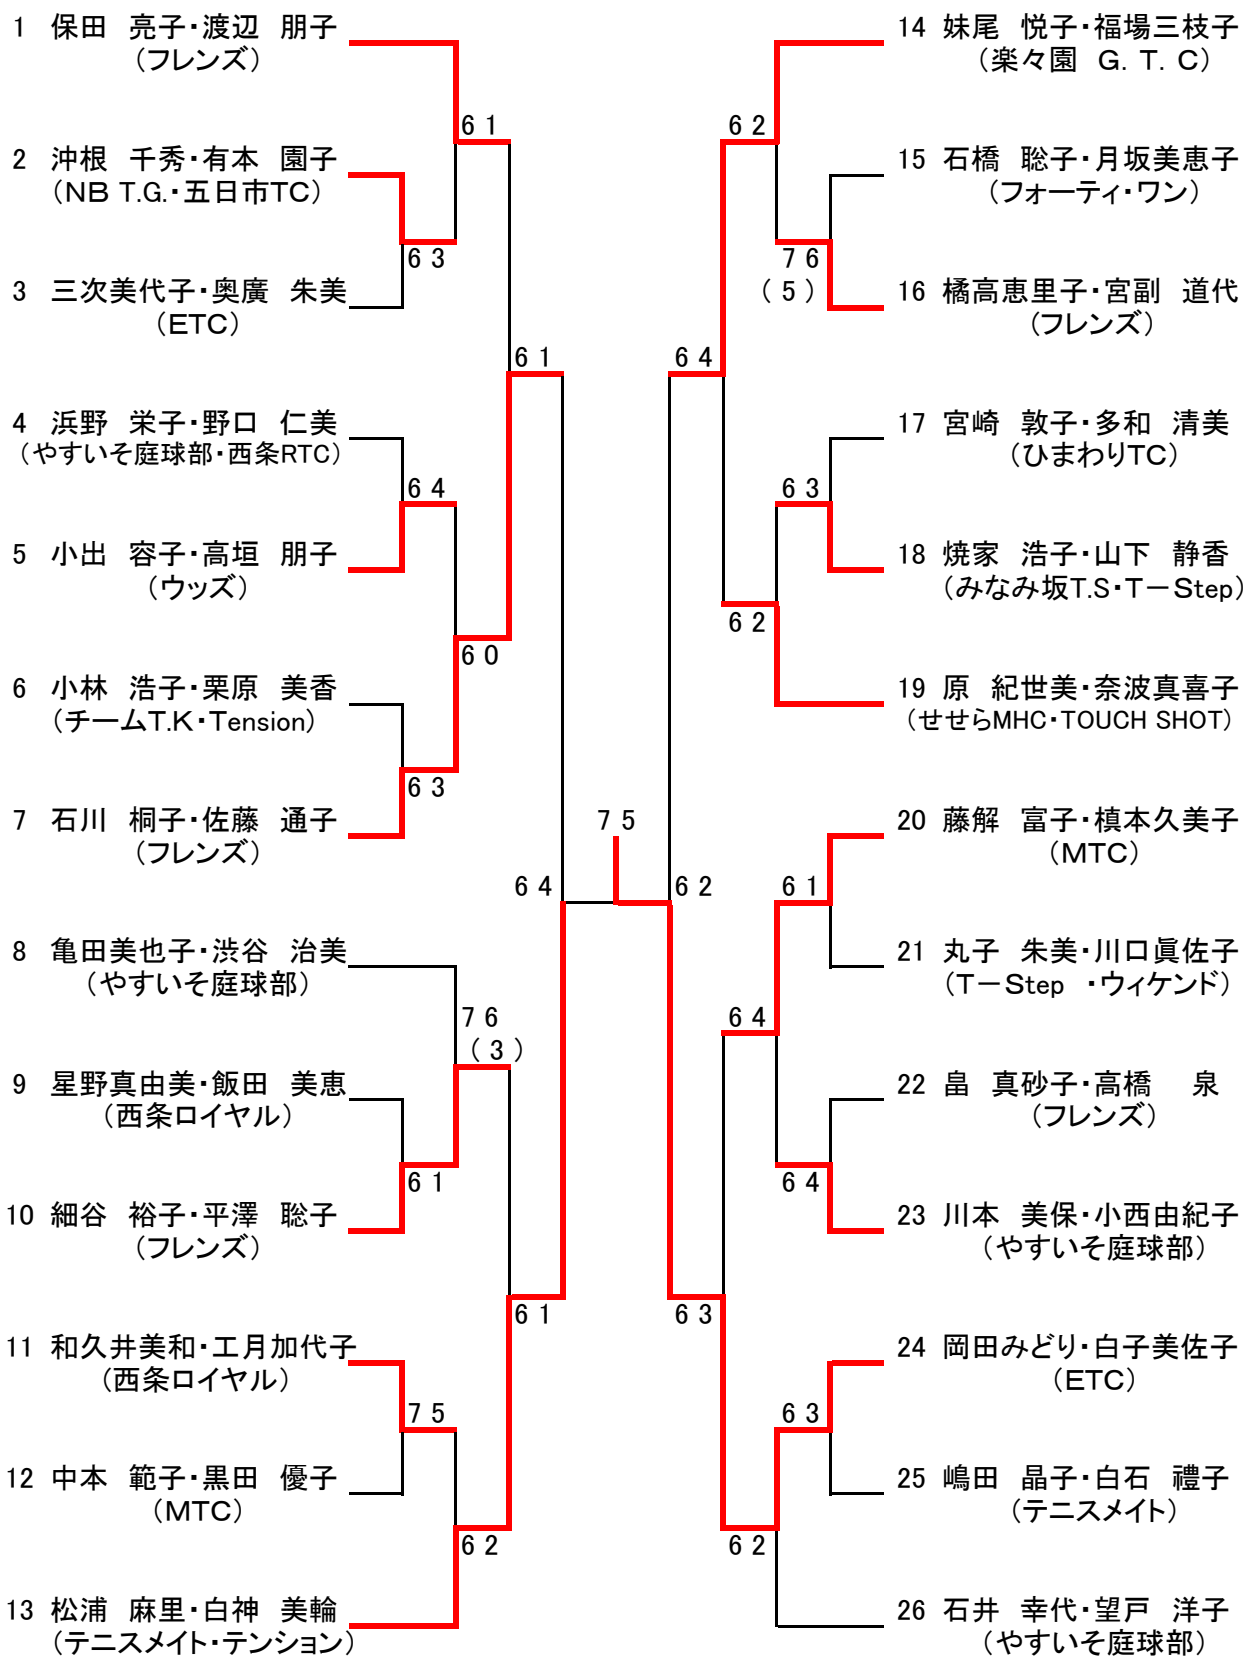 1 保田 亮子・渡辺 朋子
(フレンズ)
6 1
2 沖根 千秀・有本 園子
(NB T.G.・五日市TC)
6 3
3 三次美代子・奥廣 朱美
(ETC)
6 1
4 浜野 栄子・野口 仁美
(やすいそ庭球部・西条RTC)
6 4
5 小出 容子・高垣 朋子
(ウッズ)
6 0
6 小林 浩子・栗原 美香
(チームT.K・Tension)
6 3
7 石川 桐子・佐藤 通子
(フレンズ)
6 4
8 亀田美也子・渋谷 治美
(やすいそ庭球部)
7 6
(3)
9 星野真由美・飯田 美恵
(西条ロイヤル)
6 1
10 細谷 裕子・平澤 聡子
(フレンズ)
6 1
11 和久井美和・工月加代子
(西条ロイヤル)
7 5
12 中本 範子・黒田 優子
(MTC)
6 2
13 松浦 麻里・白神 美輪
(テニスメイト・テンション)
7 5
14 妹尾 悦子・福場三枝子
(楽々園 G. T. C)
6 2
15 石橋 聡子・月坂美恵子
(フォーティ・ワン)
7 6
(5)
16 橘高恵里子・宮副 道代
(フレンズ)
6 4
17 宮崎 敦子・多和 清美
(ひまわりTC)
6 3
18 焼家 浩子・山下 静香
(みなみ坂T.S・T-Step)
6 2
19 原 紀世美・奈波真喜子
(せせらMHC・TOUCH SHOT)
20 藤解 富子・槙本久美子
(MTC)
6 2
6 1
21 丸子 朱美・川口眞佐子
(T-Step ・ウィケンド)
6 4
22 畠 真砂子・高橋 泉
(フレンズ)
6 4
23 川本 美保・小西由紀子
(やすいそ庭球部)
6 3
24 岡田みどり・白子美佐子
(ETC)
6 3
25 嶋田 晶子・白石 禮子
(テニスメイト)
6 2
26 石井 幸代・望戸 洋子
(やすいそ庭球部)